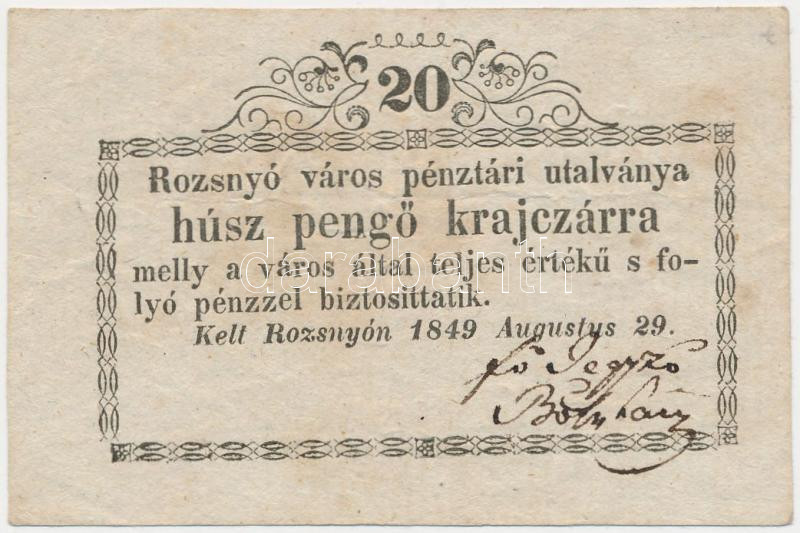 20
Rozsnyó város pénztári utalványa
húsz pengő krajczárra
melly a város által teljes értékű s fo-
lyó pénzzel biztosittatik.
Kelt Rozsnyón 1849 Augustus 29.
fő Jegyző
darabanth